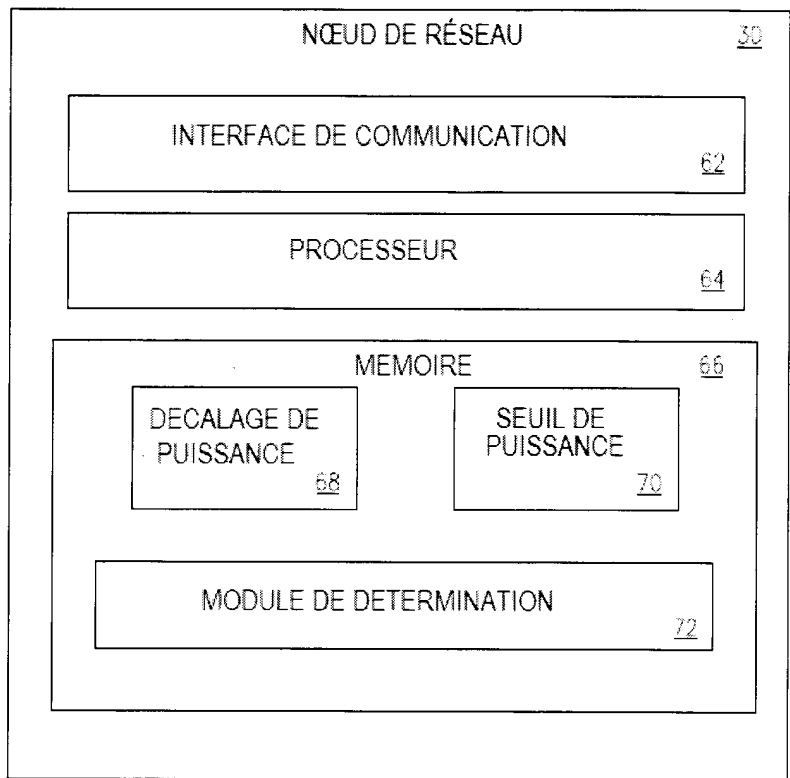 NŒUD DE RÉSEAU 30
INTERFACE DE COMMUNICATION
62
PROCESSEUR
64
MEMOIRE 66
DECALAGE DE
PUISSANCE
68
SEUIL DE
PUISSANCE
70
MODULE DE DETERMINATION
72